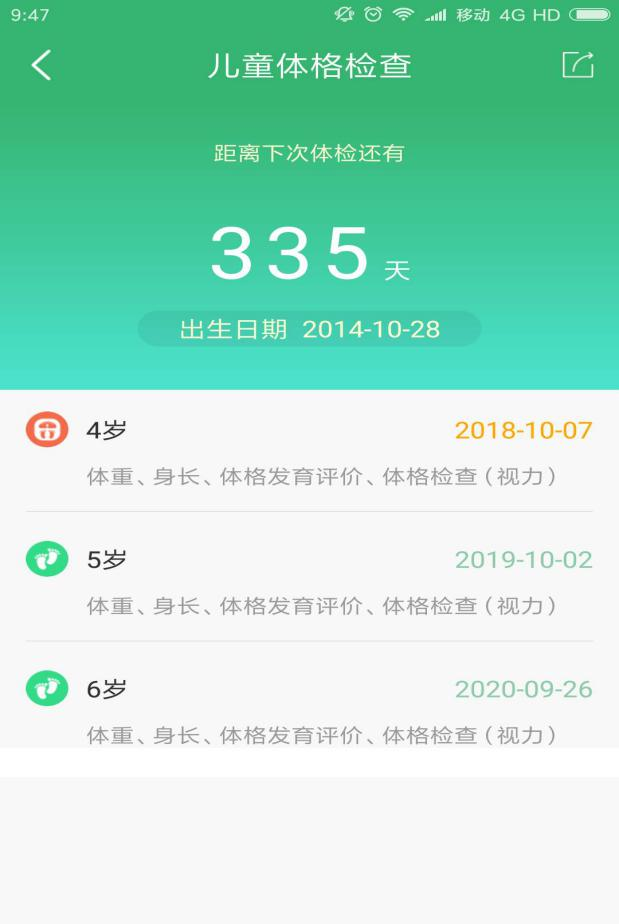 9:47 移动 4G HD
儿童体格检查
距离下次体检还有
335 天
出生日期 2014-10-28
4岁 2018-10-07
体重、身长、体格发育评价、体格检查（视力）
5岁 2019-10-02
体重、身长、体格发育评价、体格检查（视力）
6岁 2020-09-26
体重、身长、体格发育评价、体格检查（视力）